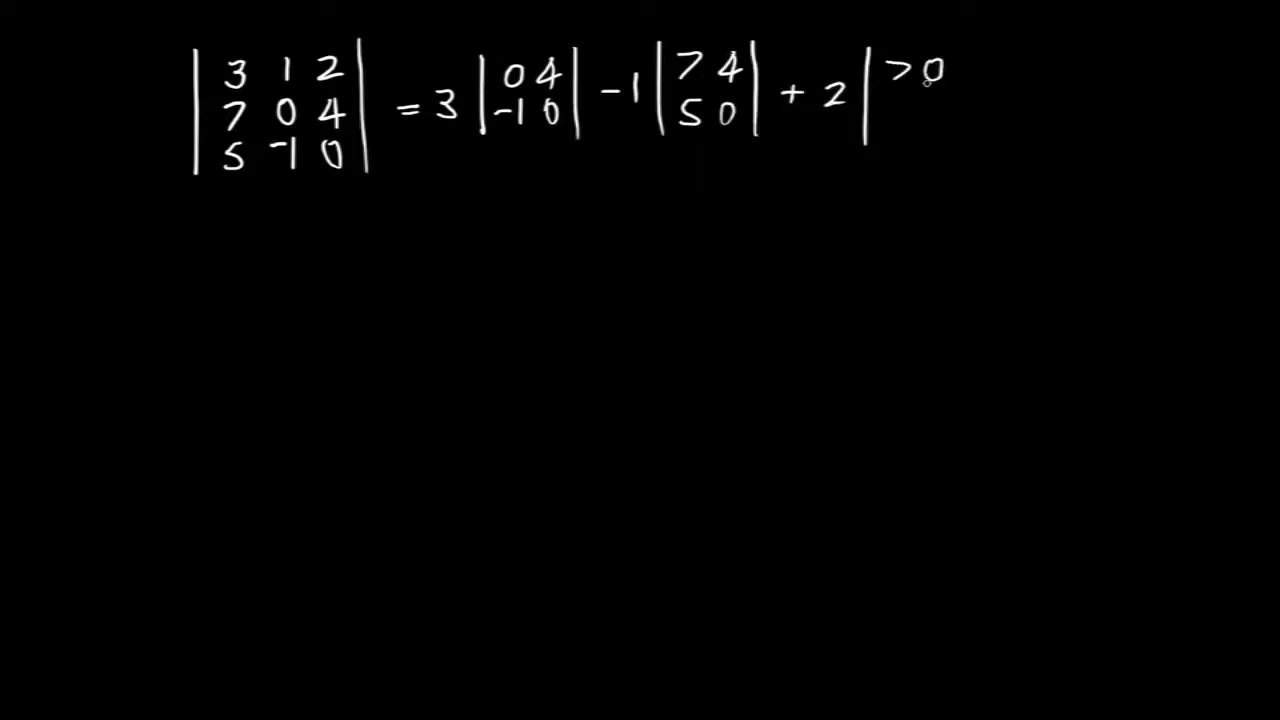 | 3 1 2 |
| 7 0 4 | = 3 | 0 4 | - 1 | 7 4 | + 2 | 7 0
| 5 -1 0 | | -1 0 | | 5 0 | |